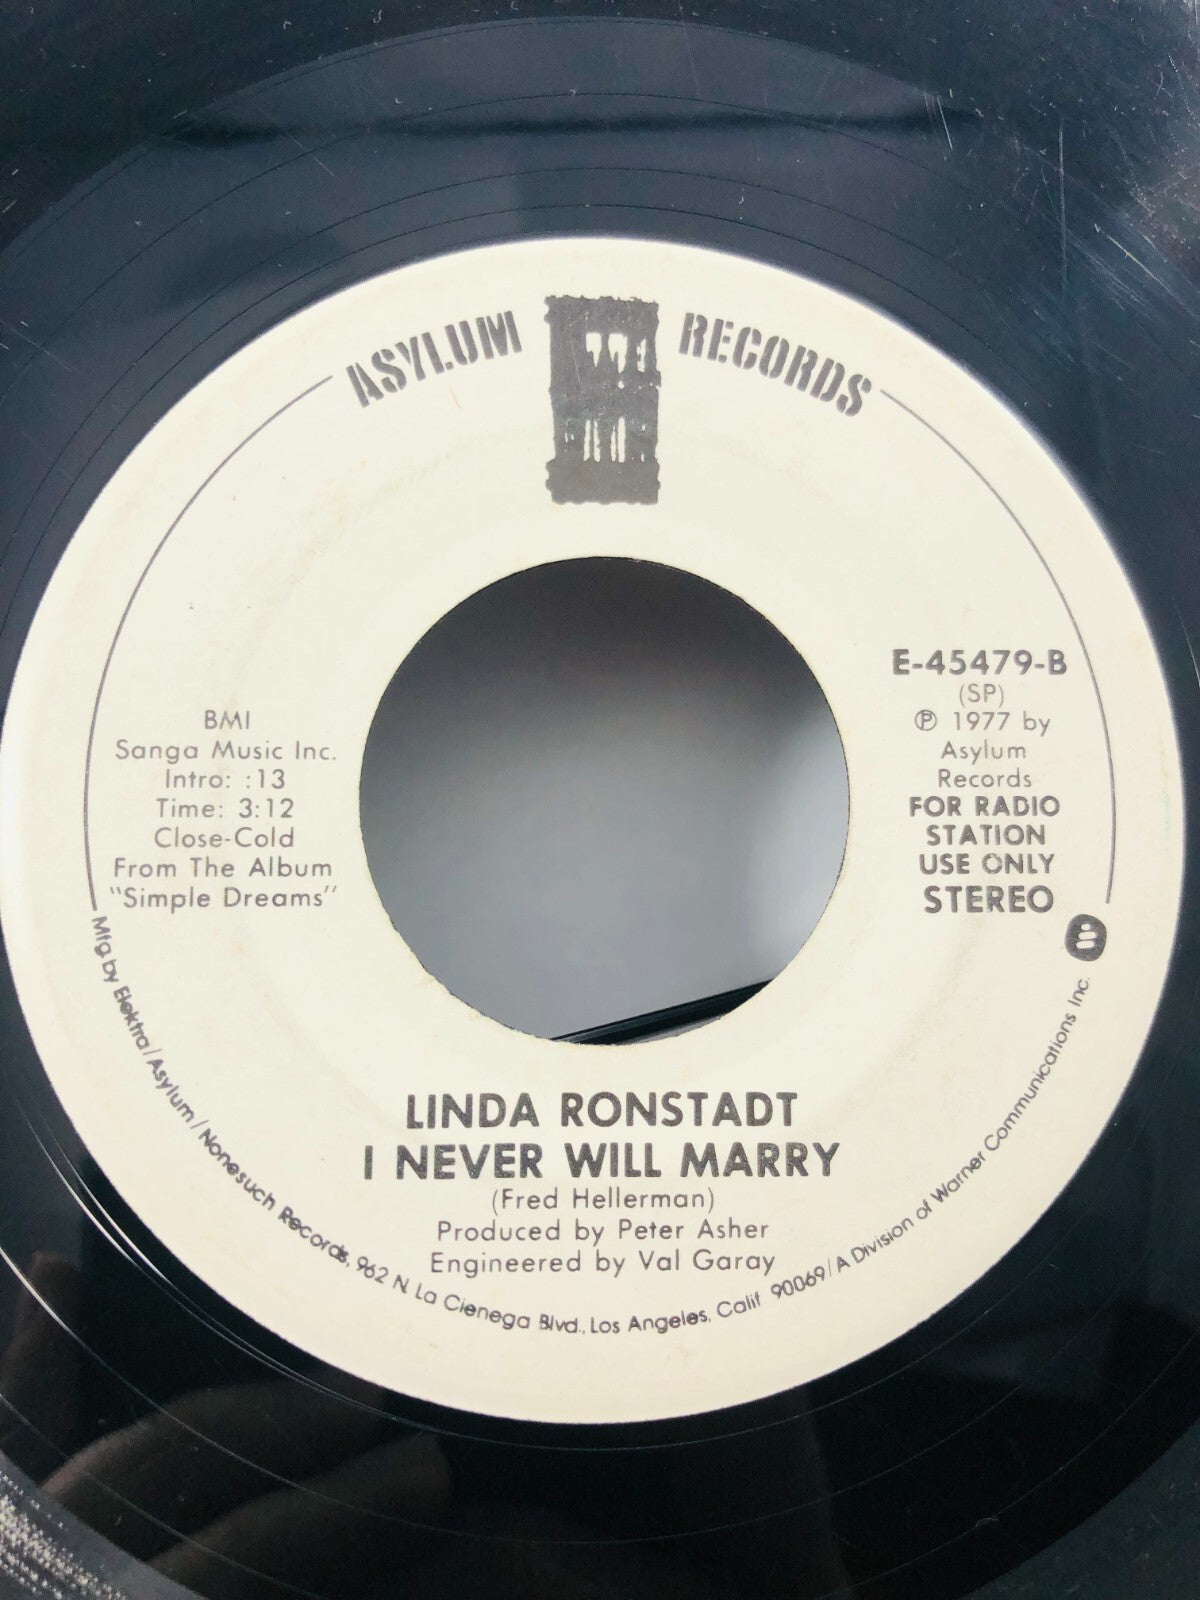 ASYLUM RECORDS
BMI
Sanga Music Inc.
Intro: :13
Time: 3:12
Close-Cold
From The Album
"Simple Dreams"
E-45479-B
(SP)
℗ 1977 by
Asylum
Records
FOR RADIO
STATION
USE ONLY
STEREO
LINDA RONSTADT
I NEVER WILL MARRY
(Fred Hellerman)
Produced by Peter Asher
Engineered by Val Garay
Mfg by Elektra/Asylum/Nonesuch Records, 962 N. La Cienega Blvd., Los Angeles, Calif 90069/A Division of Warner Communications Inc.